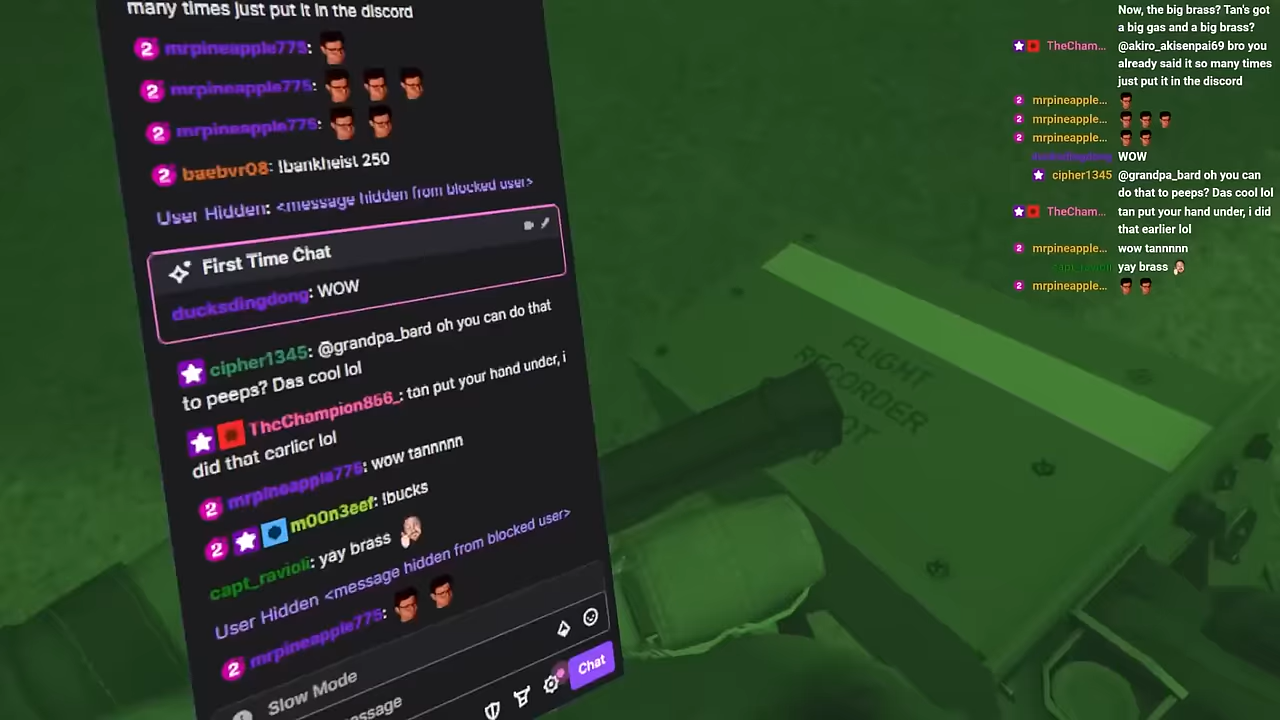 many times just put it in the discord
mrpineapple775:
mrpineapple775:
mrpineapple775:
baebvr08: !bankheist 250
User Hidden: <message hidden from blocked user>
First Time Chat
ducksdingdong: WOW
cipher1345: @grandpa_bard oh you can do that
to peeps? Das cool lol
TheChampion856_: tan put your hand under, i
did that earlier lol
mrpineapple775: wow tannnnn
m00n3eef: !bucks
capt_ravioli: yay brass
User Hidden <message hidden from blocked user>
mrpineapple775:
Slow Mode
Chat
FLIGHT
RECORDER
Now, the big brass? Tan's got
a big gas and a big brass?
TheCham... @akiro_akisenpai69 bro you
already said it so many times
just put it in the discord
mrpineapple...
mrpineapple...
mrpineapple...
ducksdingdong WOW
cipher1345 @grandpa_bard oh you can
do that to peeps? Das cool lol
TheCham... tan put your hand under, i did
that earlier lol
mrpineapple... wow tannnnn
capt_ravioli yay brass
mrpineapple...